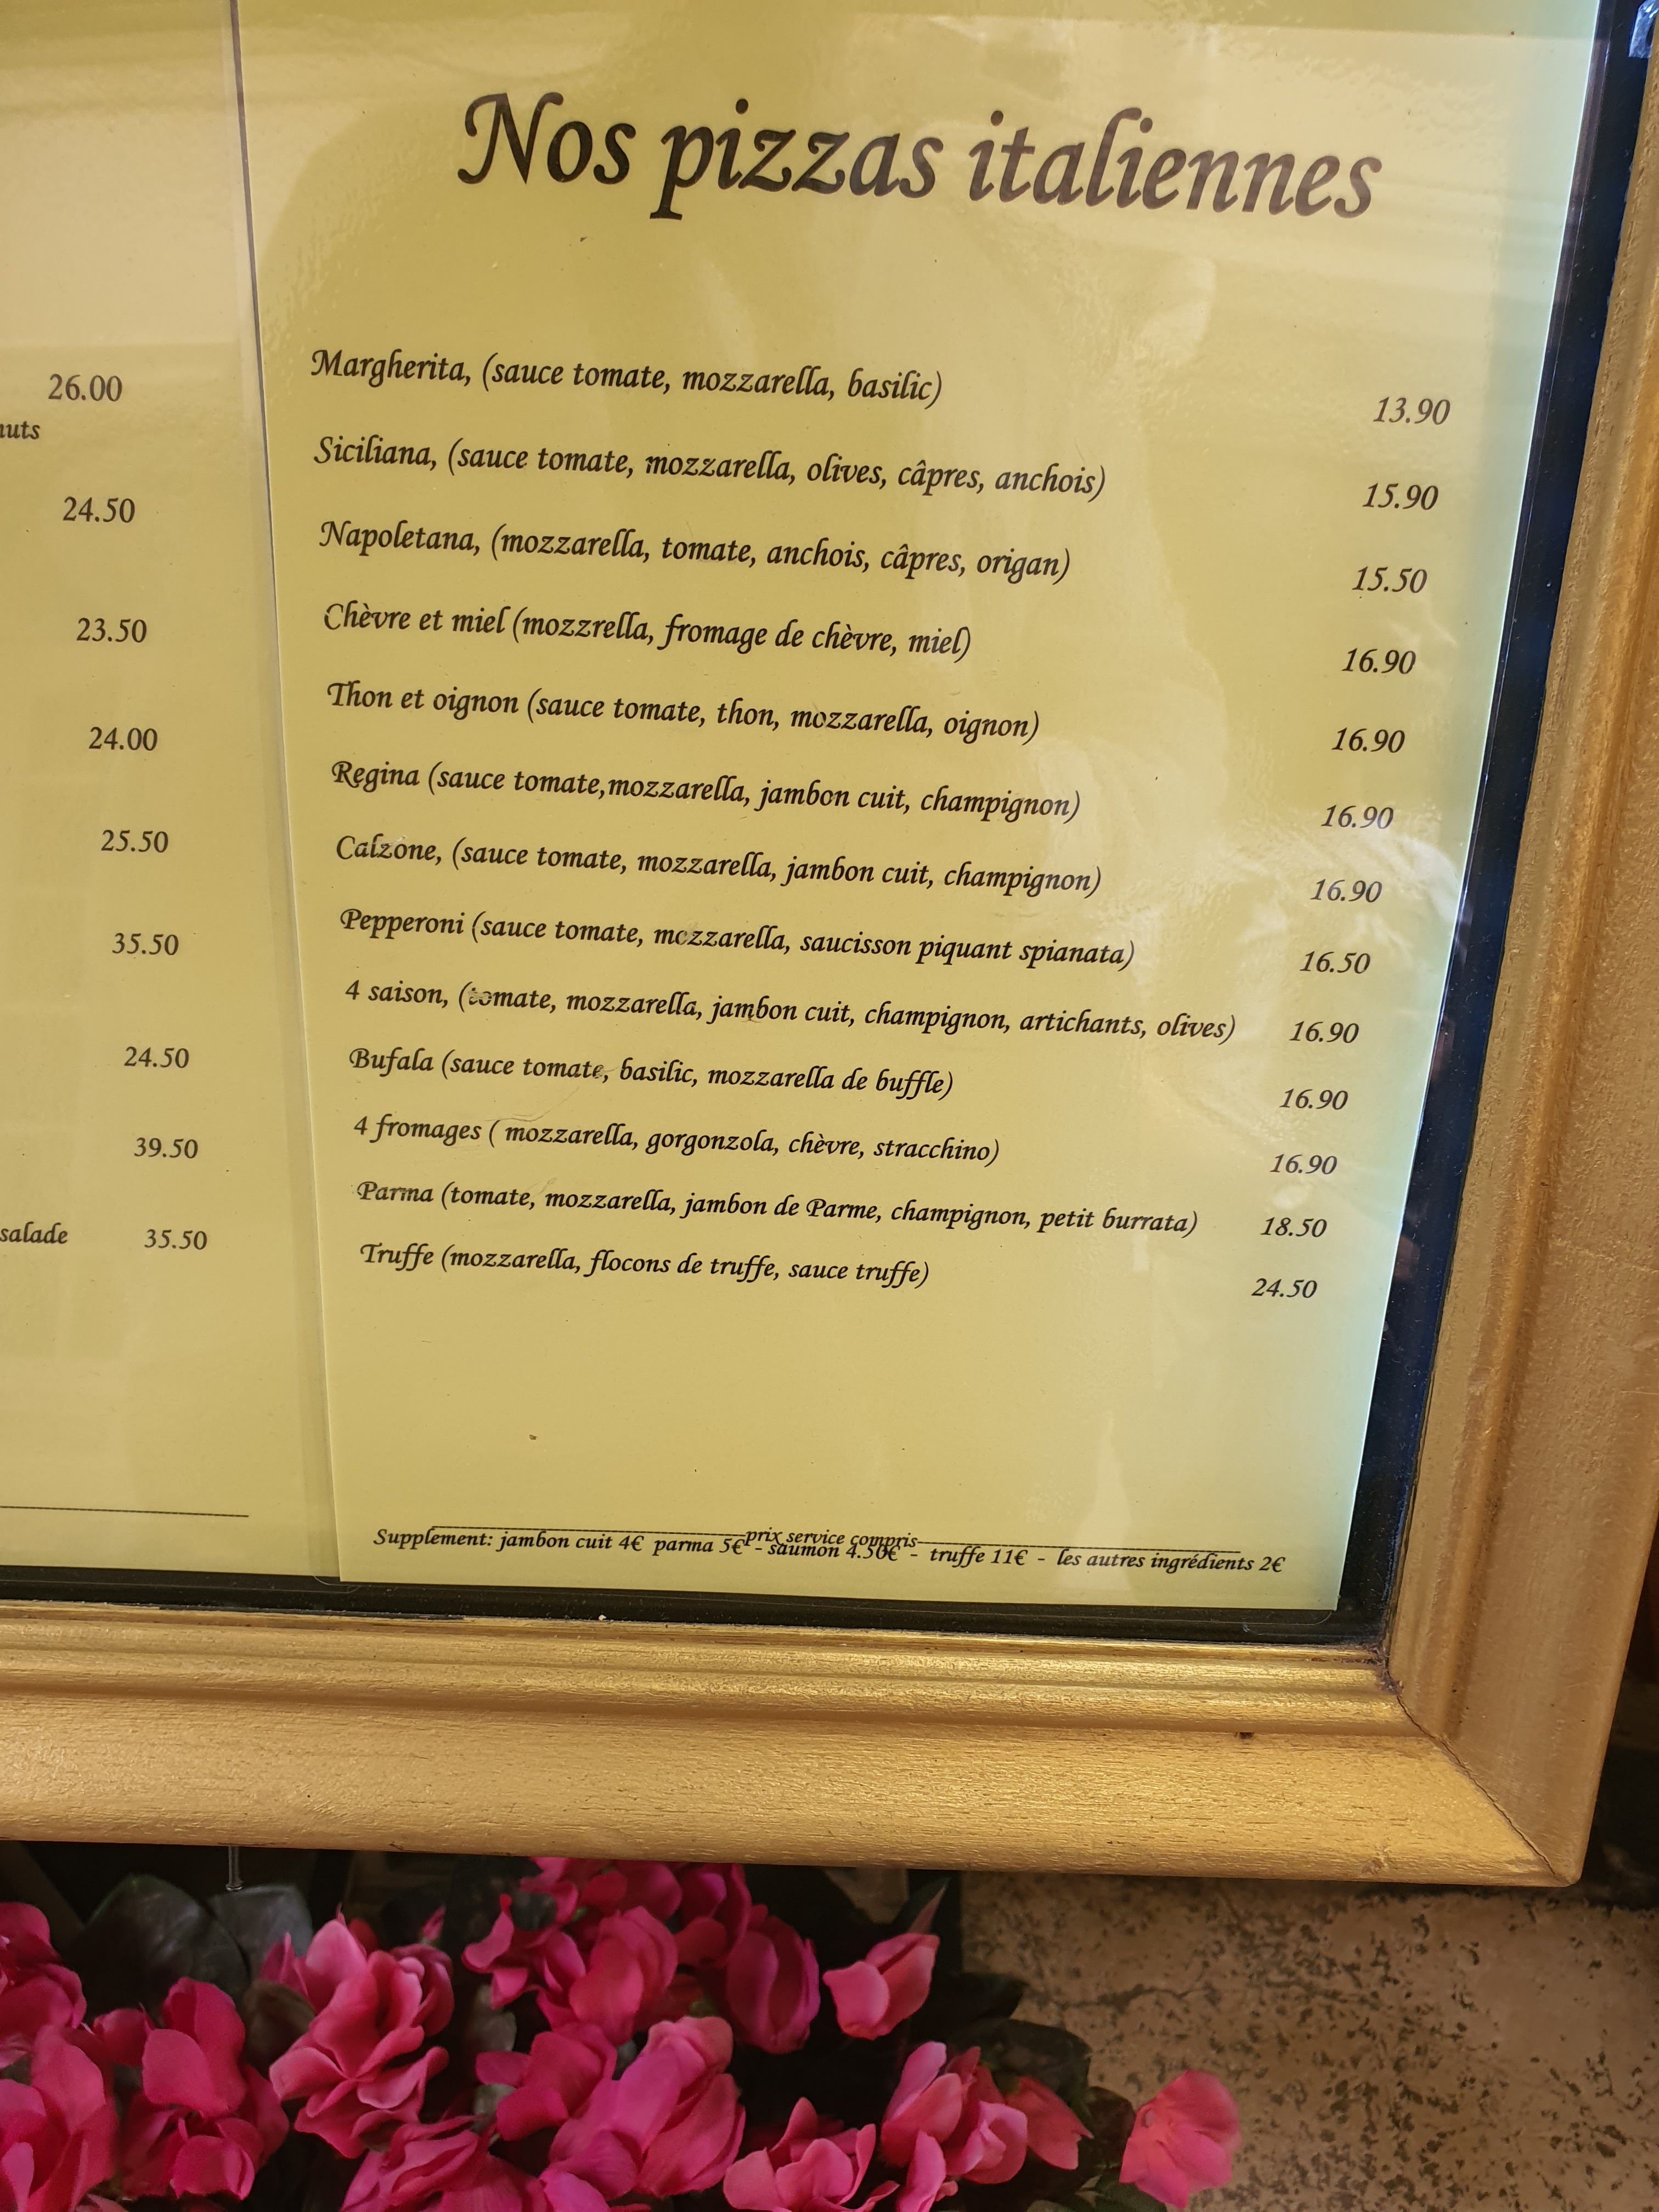 26.00
nuts
24.50
23.50
24.00
25.50
35.50
24.50
39.50
salade 35.50
Nos pizzas italiennes
Margherita, (sauce tomate, mozzarella, basilic) 13.90
Siciliana, (sauce tomate, mozzarella, olives, câpres, anchois) 15.90
Napoletana, (mozzarella, tomate, anchois, câpres, origan) 15.50
Chèvre et miel (mozzrella, fromage de chèvre, miel) 16.90
Thon et oignon (sauce tomate, thon, mozzarella, oignon) 16.90
Regina (sauce tomate,mozzarella, jambon cuit, champignon) 16.90
Calzone, (sauce tomate, mozzarella, jambon cuit, champignon) 16.90
Pepperoni (sauce tomate, mozzarella, saucisson piquant spianata) 16.50
4 saison, (tomate, mozzarella, jambon cuit, champignon, artichants, olives) 16.90
Bufala (sauce tomate, basilic, mozzarella de buffle) 16.90
4 fromages ( mozzarella, gorgonzola, chèvre, stracchino) 16.90
Parma (tomate, mozzarella, jambon de Parme, champignon, petit burrata) 18.50
Truffe (mozzarella, flocons de truffe, sauce truffe) 24.50
prix service compris
Supplement: jambon cuit 4€ parma 5€ - saumon 4.50€ - truffe 11€ - les autres ingrédients 2€